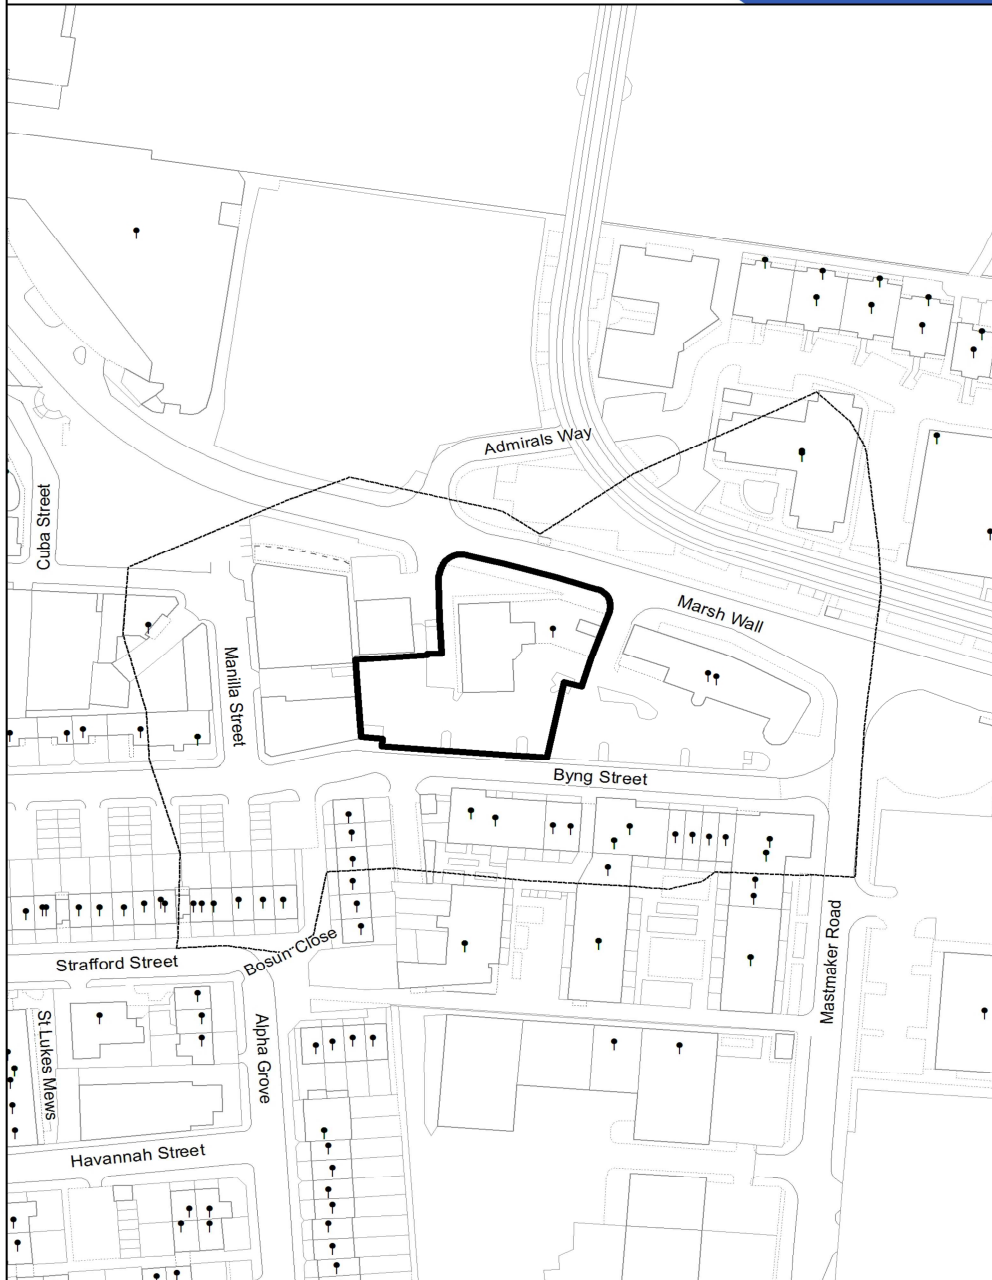 Admirals Way
Cuba Street
Marsh Wall
Manilla Street
Byng Street
Mastmaker Road
Bosun Close
Strafford Street
St Lukes Mews
Alpha Grove
Havannah Street